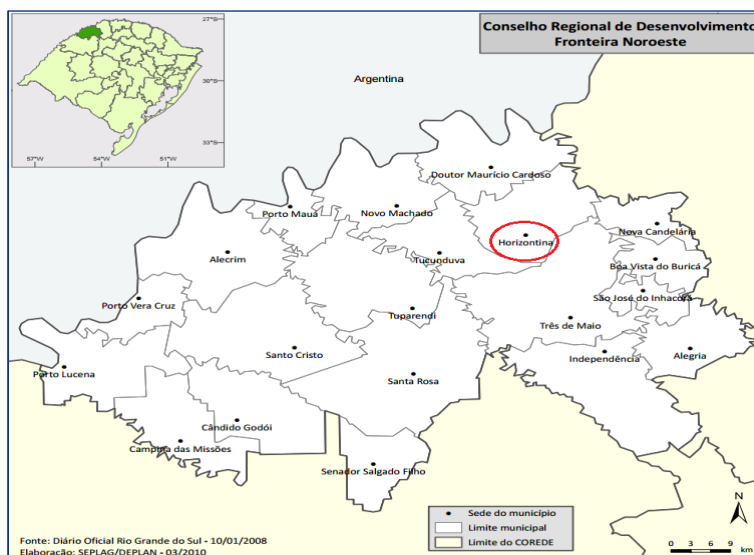 27°S
30°S
33°S
57°W
54°W
51°W
Conselho Regional de Desenvolvimento
Fronteira Noroeste
Argentina
Doutor Maurício Cardoso
Porto Mauá
Novo Machado
Horizontina
Nova Candelária
Alecrim
Tucunduva
Boa Vista do Buricá
Porto Vera Cruz
São José do Inhacorá
Tuparendi
Três de Maio
Santo Cristo
Independência
Alegria
Porto Lucena
Santa Rosa
Cândido Godói
Campina das Missões
Senador Salgado Filho
Sede do município
Limite municipal
Limite do COREDE
N
0 3 6 9
km
Fonte: Diário Oficial Rio Grande do Sul - 10/01/2008
Elaboração: SEPLAG/DEPLAN - 03/2010